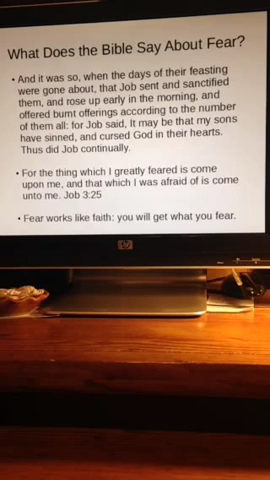 What Does the Bible Say About Fear?
• And it was so, when the days of their feasting
were gone about, that Job sent and sanctified
them, and rose up early in the morning, and
offered burnt offerings according to the number
of them all: for Job said, It may be that my sons
have sinned, and cursed God in their hearts.
Thus did Job continually.
• For the thing which I greatly feared is come
upon me, and that which I was afraid of is come
unto me. Job 3:25
• Fear works like faith: you will get what you fear.
hp